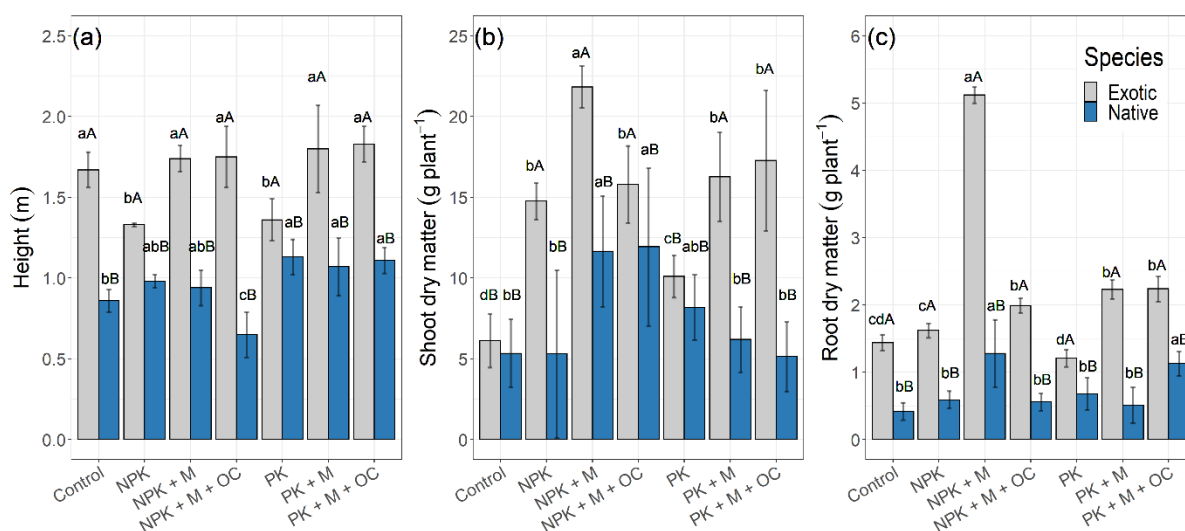 (a)
Height (m)
2.5
2.0
1.5
1.0
0.5
0.0
aA
bB
bA
abB
aA
abB
aA
cB
bA
aB
aA
aB
aA
aB
Control
NPK
NPK + M
NPK + M + OC
PK
PK + M
PK + M + OC
(b)
Shoot dry matter (g plant⁻¹)
25
20
15
10
5
0
dB
bB
bA
bB
aA
aB
bA
aB
cB
abB
bA
bB
bA
bB
Control
NPK
NPK + M
NPK + M + OC
PK
PK + M
PK + M + OC
(c)
Root dry matter (g plant⁻¹)
6
5
4
3
2
1
0
cdA
bB
cA
bB
aA
aB
bA
bB
dA
bB
bA
bB
bA
aB
Control
NPK
NPK + M
NPK + M + OC
PK
PK + M
PK + M + OC
Species
Exotic
Native